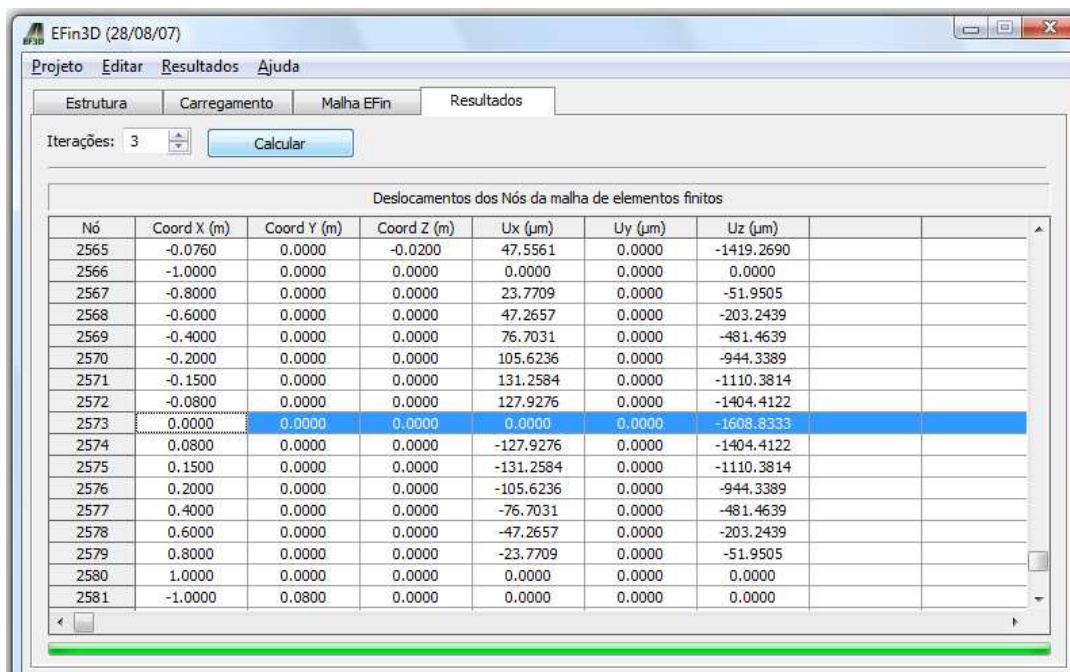 EFin3D (28/08/07)
Projeto Editar Resultados Ajuda
Estrutura Carregamento Malha EFin Resultados
Iterações: 3 Calcular
Deslocamentos dos Nós da malha de elementos finitos
Nó Coord X (m) Coord Y (m) Coord Z (m) Ux (µm) Uy (µm) Uz (µm)
2565 -0.0760 0.0000 -0.0200 47.5561 0.0000 -1419.2690
2566 -1.0000 0.0000 0.0000 0.0000 0.0000 0.0000
2567 -0.8000 0.0000 0.0000 23.7709 0.0000 -51.9505
2568 -0.6000 0.0000 0.0000 47.2657 0.0000 -203.2439
2569 -0.4000 0.0000 0.0000 76.7031 0.0000 -481.4639
2570 -0.2000 0.0000 0.0000 105.6236 0.0000 -944.3389
2571 -0.1500 0.0000 0.0000 131.2584 0.0000 -1110.3814
2572 -0.0800 0.0000 0.0000 127.9276 0.0000 -1404.4122
2573 0.0000 0.0000 0.0000 0.0000 0.0000 -1608.8333
2574 0.0800 0.0000 0.0000 -127.9276 0.0000 -1404.4122
2575 0.1500 0.0000 0.0000 -131.2584 0.0000 -1110.3814
2576 0.2000 0.0000 0.0000 -105.6236 0.0000 -944.3389
2577 0.4000 0.0000 0.0000 -76.7031 0.0000 -481.4639
2578 0.6000 0.0000 0.0000 -47.2657 0.0000 -203.2439
2579 0.8000 0.0000 0.0000 -23.7709 0.0000 -51.9505
2580 1.0000 0.0000 0.0000 0.0000 0.0000 0.0000
2581 -1.0000 0.0800 0.0000 0.0000 0.0000 0.0000